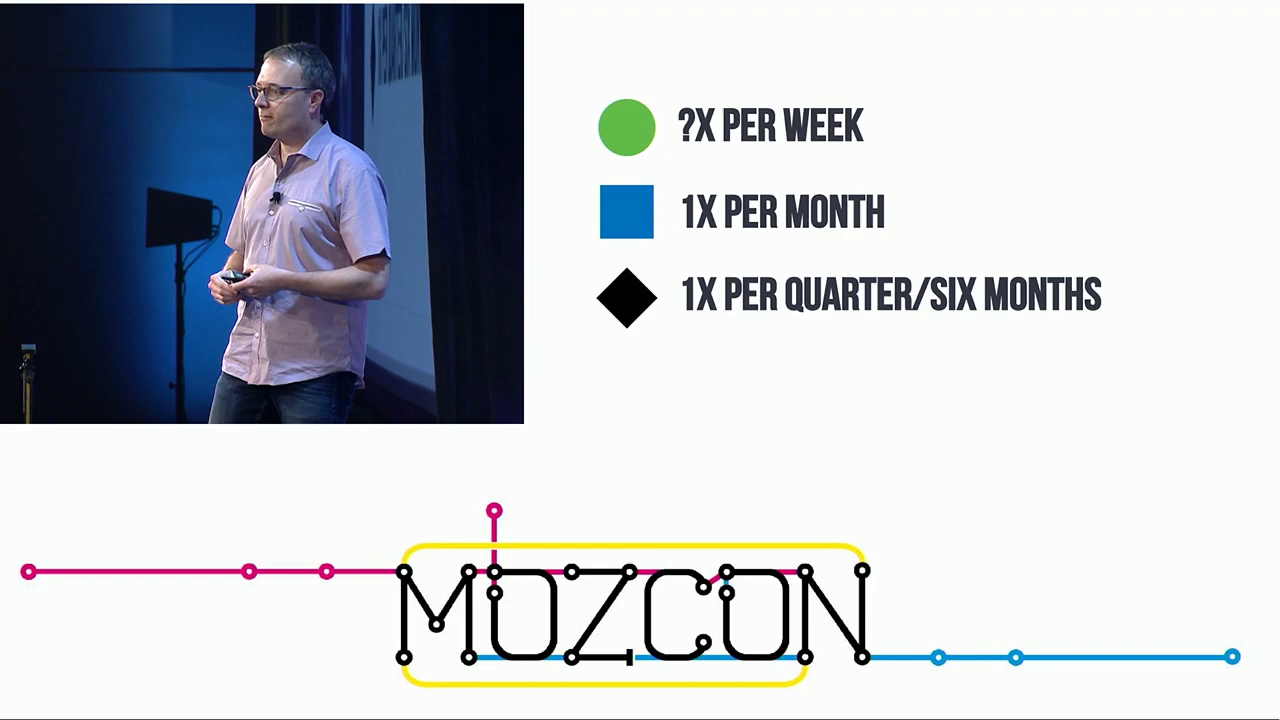 ?X PER WEEK
1X PER MONTH
1X PER QUARTER/SIX MONTHS
MOZCON